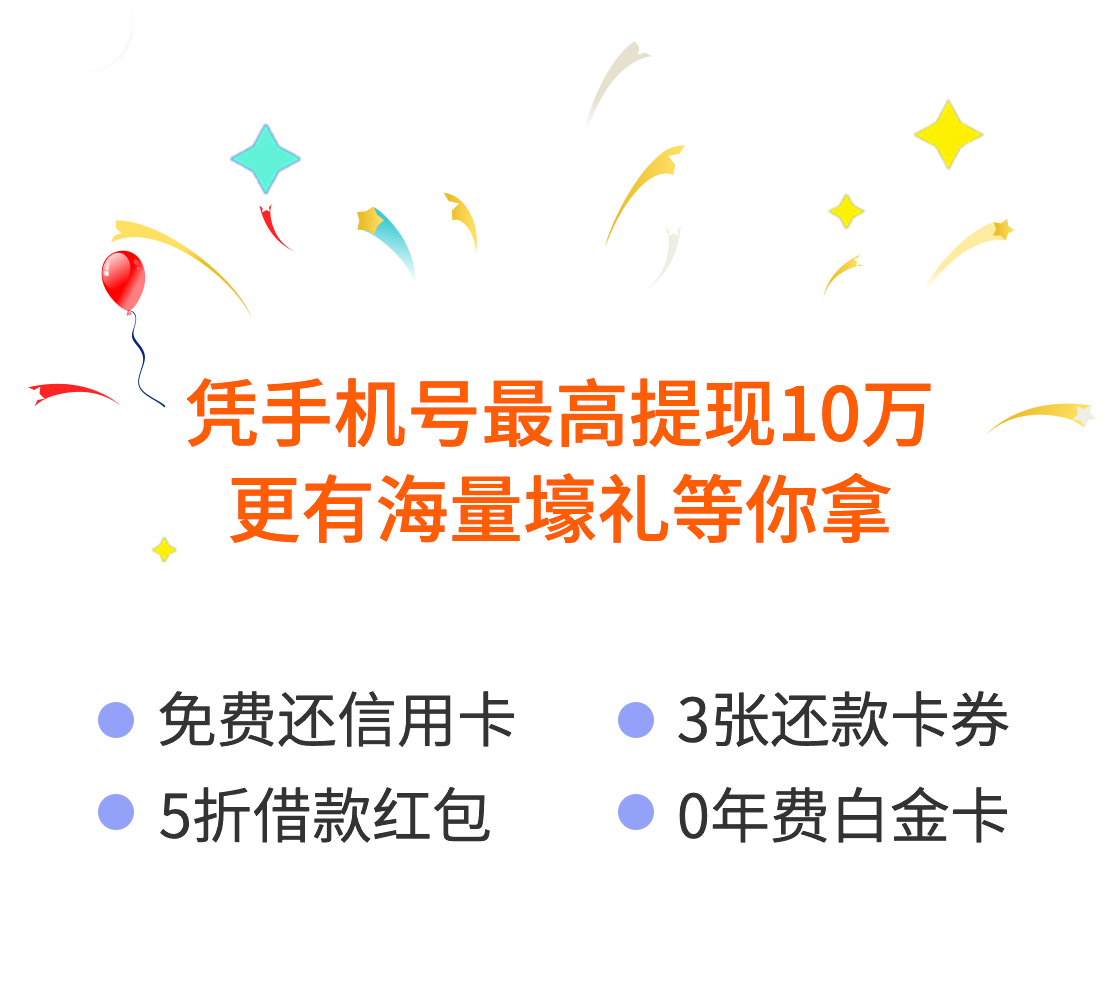 凭手机号最高提现10万
更有海量壕礼等你拿
免费还信用卡
3张还款卡券
5折借款红包
0年费白金卡